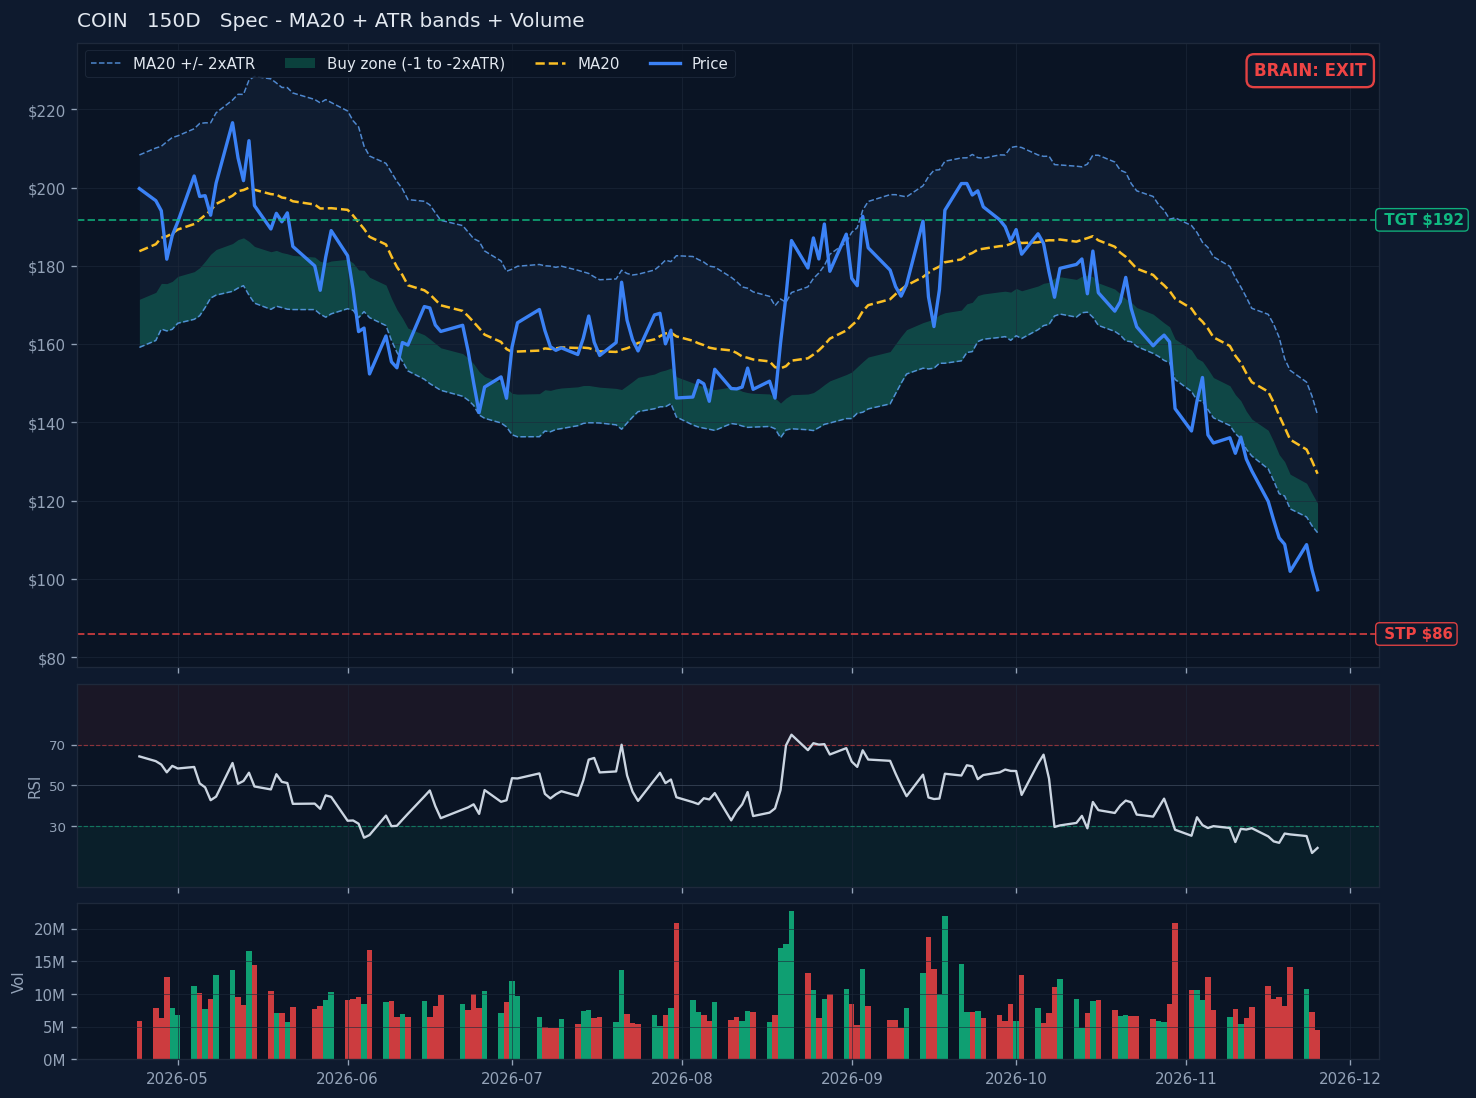 COIN   150D   Spec - MA20 + ATR bands + Volume
MA20 +/- 2xATR   Buy zone (-1 to -2xATR)   MA20   Price
BRAIN: EXIT
$220
$200
TGT $192
$180
$160
$140
$120
$100
STP $86
$80
RSI
70
50
30
Vol
20M
15M
10M
5M
0M
2026-05   2026-06   2026-07   2026-08   2026-09   2026-10   2026-11   2026-12